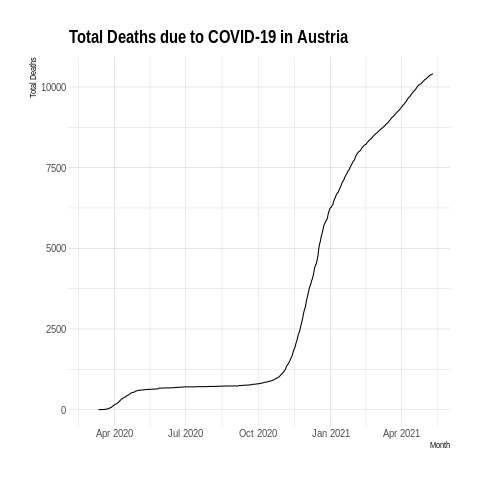 Total Deaths due to COVID-19 in Austria
Total Deaths
10000
7500
5000
2500
0
Apr 2020 Jul 2020 Oct 2020 Jan 2021 Apr 2021
Month